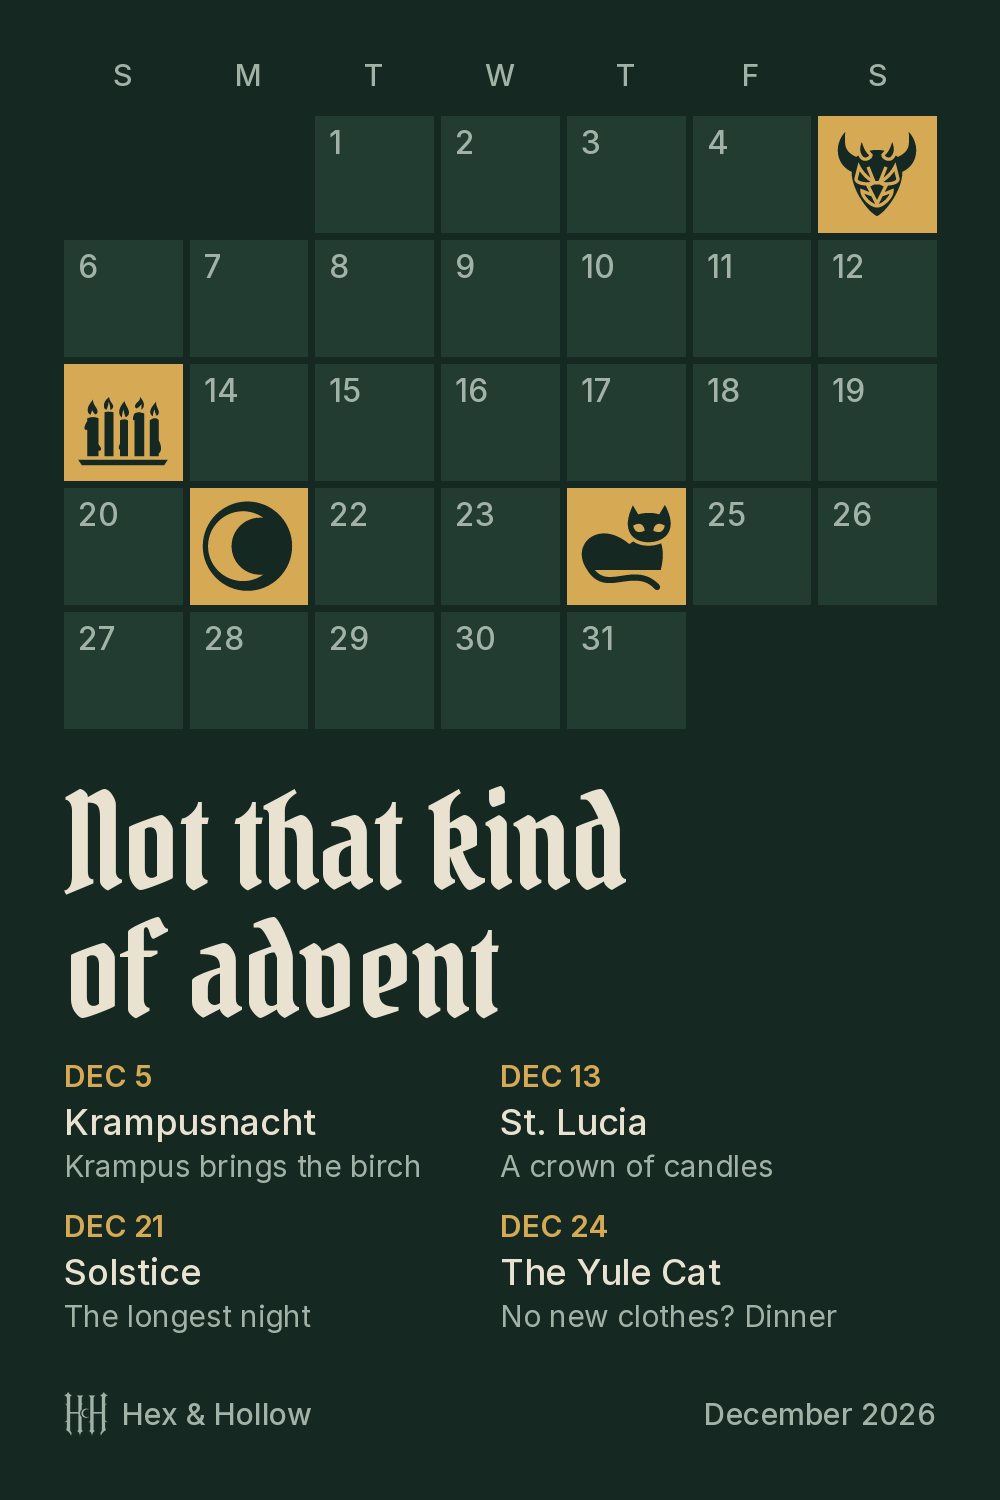 S M T W T F S
1 2 3 4
6 7 8 9 10 11 12
14 15 16 17 18 19
20 22 23 25 26
27 28 29 30 31
Not that kind
of advent
DEC 5
Krampusnacht
Krampus brings the birch
DEC 13
St. Lucia
A crown of candles
DEC 21
Solstice
The longest night
DEC 24
The Yule Cat
No new clothes? Dinner
Hex & Hollow
December 2026